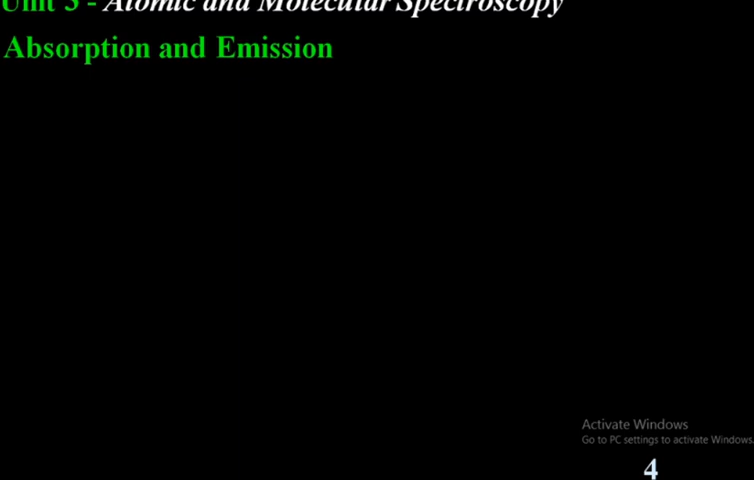 Unit 3 - Atomic and Molecular Spectroscopy
Absorption and Emission
Activate Windows
Go to PC settings to activate Windows.
4